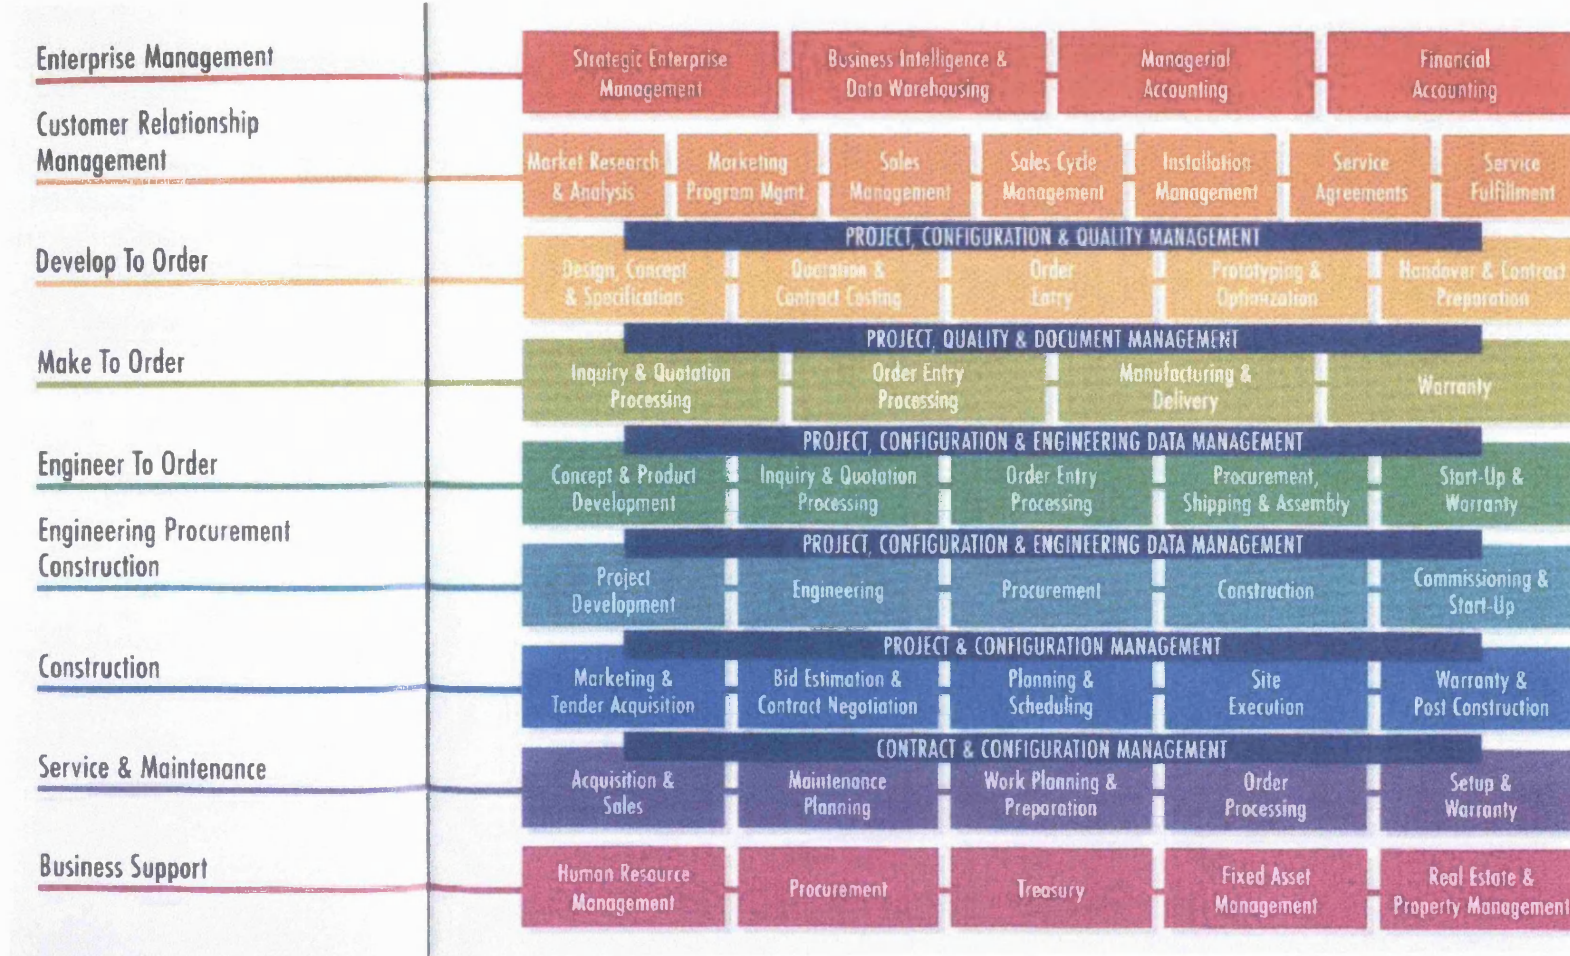 Enterprise Management
Strategic Enterprise
Management
Business Intelligence &
Data Warehousing
Managerial
Accounting
Financial
Accounting
Customer Relationship
Management
Market Research
& Analysis
Marketing
Program Mgmt
Sales
Management
Sales Cycle
Management
Installation
Management
Service
Agreements
Service
Fulfillment
PROJECT, CONFIGURATION & QUALITY MANAGEMENT
Develop To Order
Design, Concept
& Specification
Quotation &
Contract Costing
Order
Entry
Prototyping &
Optimization
Handover & Contract
Preparation
PROJECT, QUALITY & DOCUMENT MANAGEMENT
Make To Order
Inquiry & Quotation
Processing
Order Entry
Processing
Manufacturing &
Delivery
Warranty
PROJECT, CONFIGURATION & ENGINEERING DATA MANAGEMENT
Engineer To Order
Concept & Product
Development
Inquiry & Quotation
Processing
Order Entry
Processing
Procurement,
Shipping & Assembly
Start-Up &
Warranty
PROJECT, CONFIGURATION & ENGINEERING DATA MANAGEMENT
Engineering Procurement
Construction
Project
Development
Engineering
Procurement
Construction
Commissioning &
Start-Up
PROJECT & CONFIGURATION MANAGEMENT
Construction
Marketing &
Tender Acquisition
Bid Estimation &
Contract Negotiation
Planning &
Scheduling
Site
Execution
Warranty &
Post Construction
CONTRACT & CONFIGURATION MANAGEMENT
Service & Maintenance
Acquisition &
Sales
Maintenance
Planning
Work Planning &
Preparation
Order
Processing
Setup &
Warranty
Business Support
Human Resource
Management
Procurement
Treasury
Fixed Asset
Management
Real Estate &
Property Management